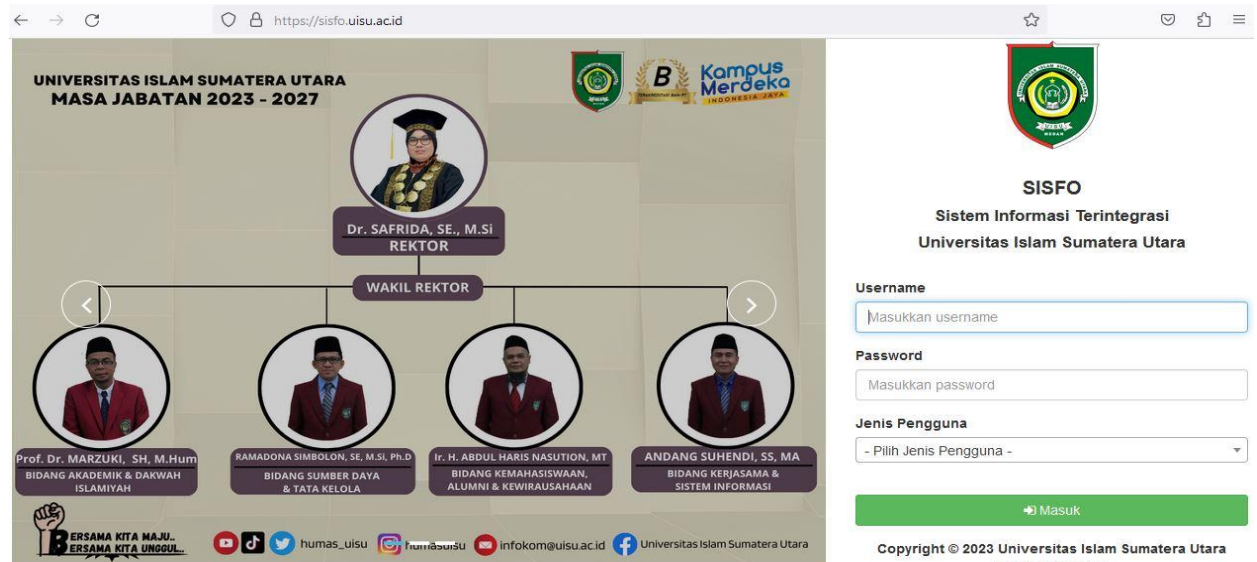 https://sisfo.uisu.ac.id
UNIVERSITAS ISLAM SUMATERA UTARA
MASA JABATAN 2023 - 2027
B
Kampus
Merdeka
INDONESIA JAYA
Dr. SAFRIDA, SE., M.Si
REKTOR
WAKIL REKTOR
Prof. Dr. MARZUKI, SH, M.Hum
BIDANG AKADEMIK & DAKWAH
ISLAMIYAH
RAMADONA SIMBOLON, SE, M.Si, Ph.D
BIDANG SUMBER DAYA
& TATA KELOLA
Ir. H. ABDUL HARIS NASUTION, MT
BIDANG KEMAHASISWAAN,
ALUMNI & KEWIRAUSAHAAN
ANDANG SUHENDI, SS, MA
BIDANG KERJASAMA &
SISTEM INFORMASI
BERSAMA KITA MAJU..
BERSAMA KITA UNGGUL..
humas_uisu
humasuisu
infokom@uisu.ac.id
Universitas Islam Sumatera Utara
UISU
MEDAN
SISFO
Sistem Informasi Terintegrasi
Universitas Islam Sumatera Utara
Username
Masukkan username
Password
Masukkan password
Jenis Pengguna
- Pilih Jenis Pengguna -
Masuk
Copyright © 2023 Universitas Islam Sumatera Utara